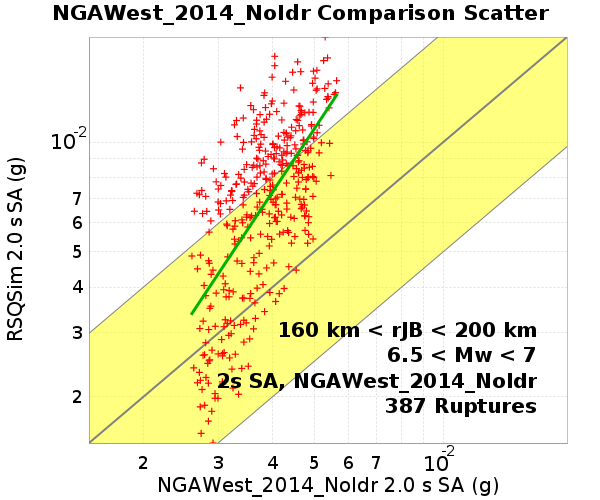 NGAWest_2014_NoIdr Comparison Scatter
10-2
7
6
5
4
3
2
RSQSim 2.0 s SA (g)
160 km < rJB < 200 km
6.5 < Mw < 7
2s SA, NGAWest_2014_NoIdr
387 Ruptures
2 3 4 5 6 7 10-2
NGAWest_2014_NoIdr 2.0 s SA (g)